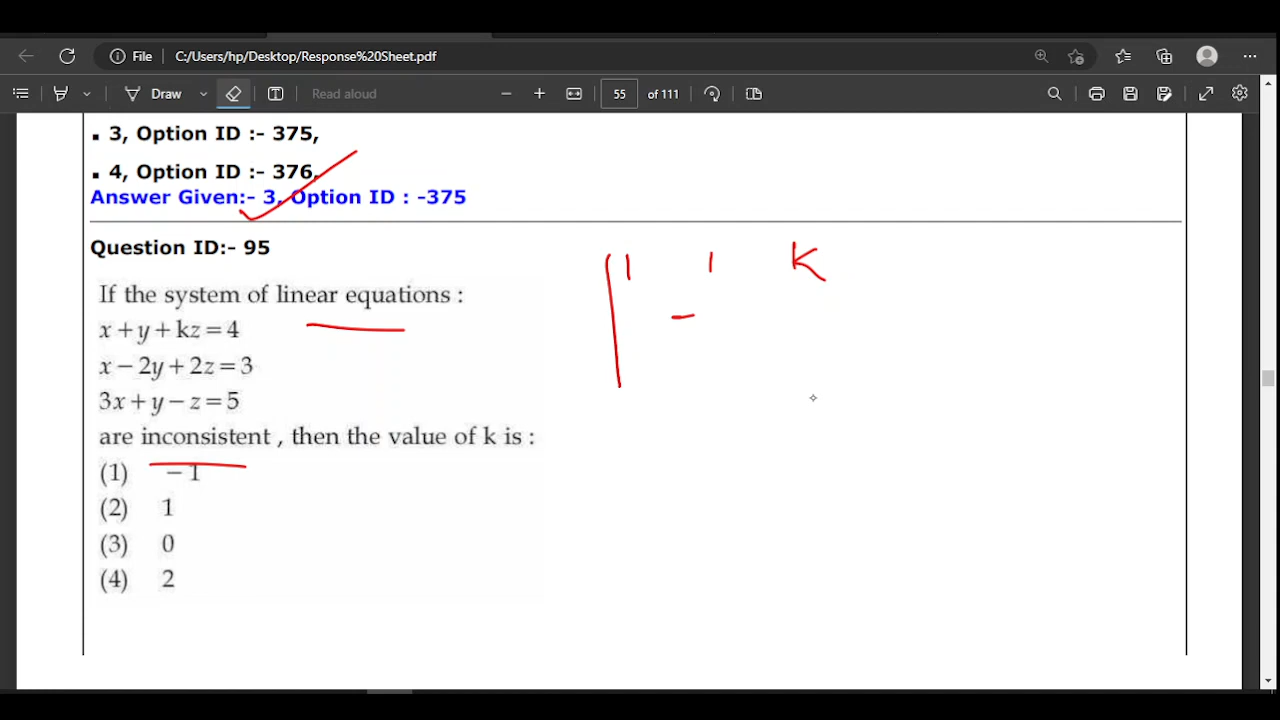 File C:/Users/hp/Desktop/Response%20Sheet.pdf
Draw Read aloud 55 of 111
▪ 3, Option ID :- 375,
▪ 4, Option ID :- 376,
Answer Given:- 3, Option ID : -375
Question ID:- 95
If the system of linear equations :
x + y + kz = 4
x − 2y + 2z = 3
3x + y − z = 5
are inconsistent , then the value of k is :
(1) − 1
(2) 1
(3) 0
(4) 2
| 1 1 K
−